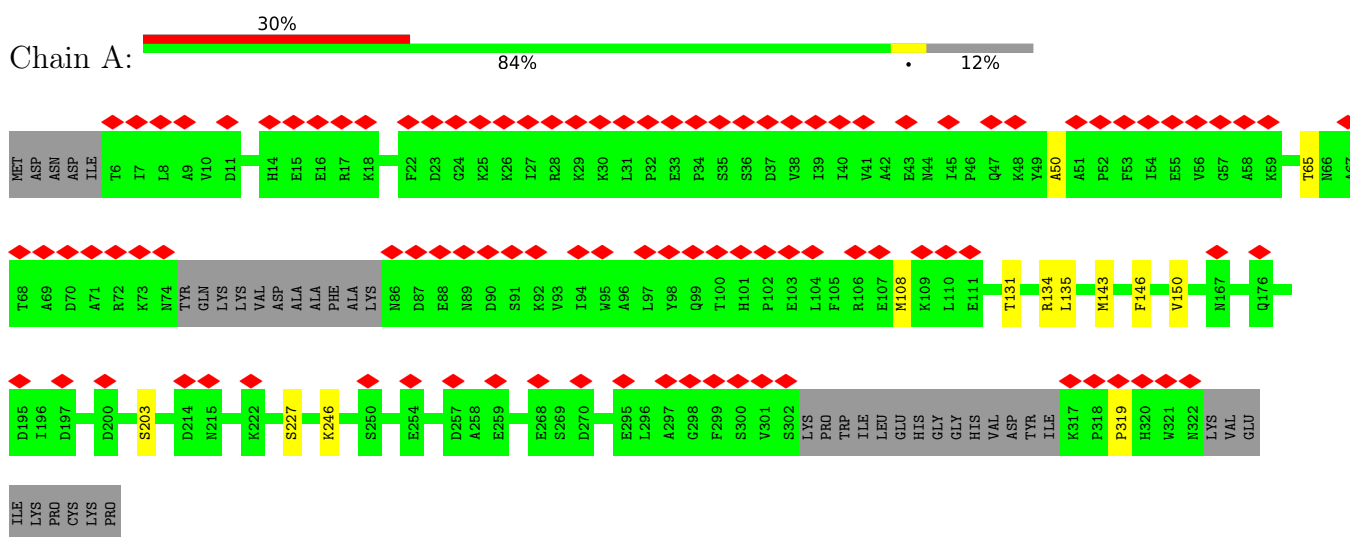 30%
Chain A:
84% • 12%
MET ASP ASN ASP ILE T6 I7 L8 A9 V10 D11 H14 E15 E16 R17 K18 F22 D23 G24 K25 K26 I27 R28 K29 K30 L31 P32 E33 P34 S35 S36 D37 V38 I39 I40 V41 A42 E43 N44 I45 P46 Q47 K48 Y49 A50 A51 P52 F53 I54 E55 V56 G57 A58 K59 T65 N66 A67
T68 A69 D70 A71 R72 K73 N74 TYR GLN LYS LYS VAL ASP ALA ALA PHE ALA LYS N86 D87 E88 N89 D90 S91 K92 V93 I94 W95 A96 L97 Y98 Q99 T100 H101 P102 E103 L104 F105 R106 E107 M108 K109 L110 E111 T131 R134 L135 M143 F146 V150 N167 Q176
D195 I196 D197 D200 S203 D214 N215 K222 S227 K246 S250 E254 D257 A258 E259 E268 S269 D270 E295 L296 A297 G298 F299 S300 V301 S302 LYS PRO TRP ILE LEU GLU HIS GLY GLY HIS VAL ASP TYR ILE K317 P318 P319 H320 W321 N322 LYS VAL GLU
ILE LYS PRO CYS LYS PRO